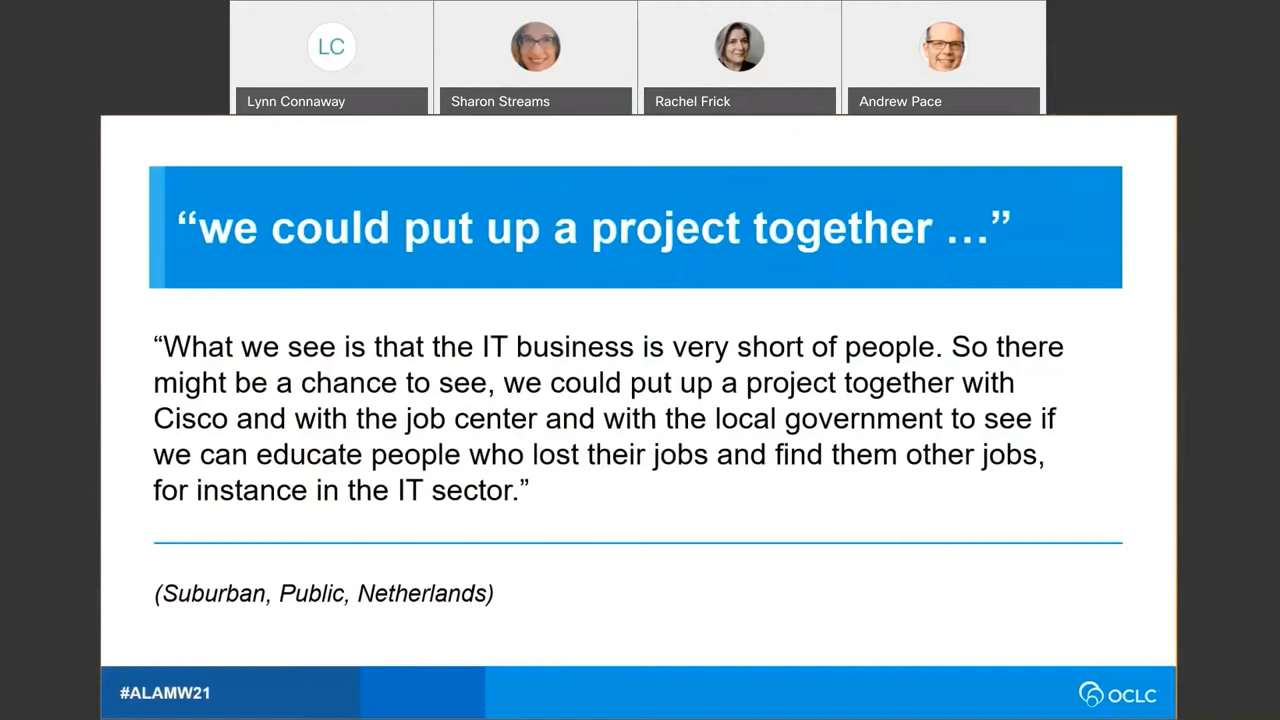 LC
Lynn Connaway
Sharon Streams
Rachel Frick
Andrew Pace
“we could put up a project together ...”
“What we see is that the IT business is very short of people. So there
might be a chance to see, we could put up a project together with
Cisco and with the job center and with the local government to see if
we can educate people who lost their jobs and find them other jobs,
for instance in the IT sector.”
(Suburban, Public, Netherlands)
#ALAMW21
OCLC